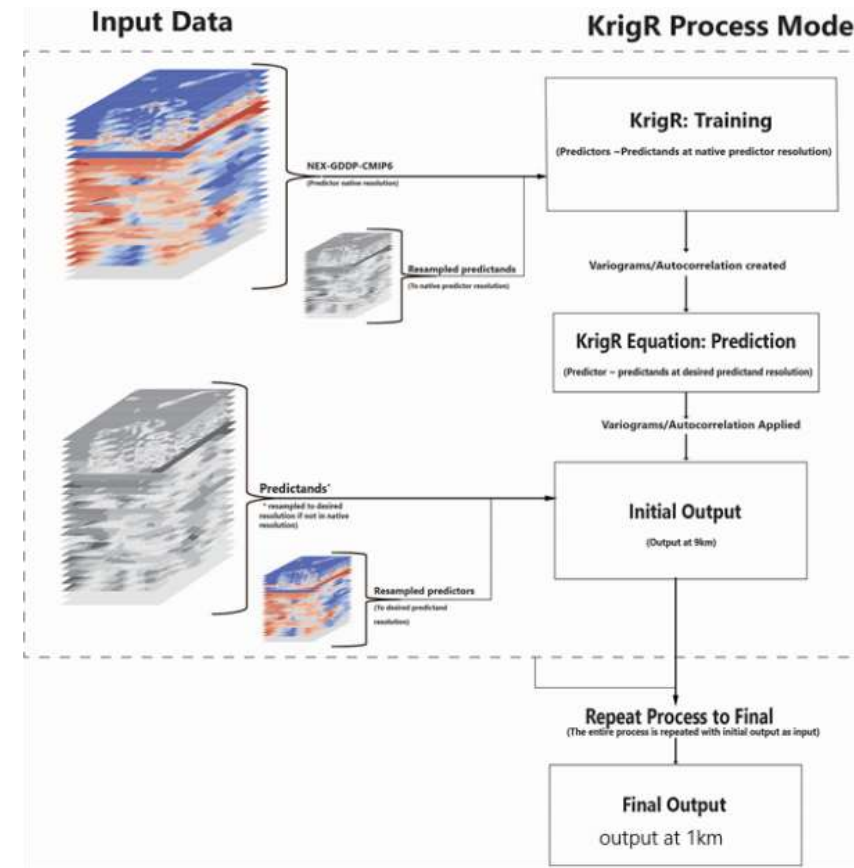 Input Data
KrigR Process Mode
KrigR: Training
(Predictors ~Predictands at native predictor resolution)
NEX-GDDP-CMIP6
(Predictor native resolution)
Resampled predictands
(To native predictor resolution)
Variograms/Autocorrelation created
KrigR Equation: Prediction
(Predictor ~ predictands at desired predictand resolution)
Variograms/Autocorrelation Applied
Predictands*
* resampled to desired
resolution if not in native
resolution)
Initial Output
(Output at 9km)
Resampled predictors
(To desired predictand
resolution)
Repeat Process to Final
(The entire process is repeated with initial output as input)
Final Output
output at 1km